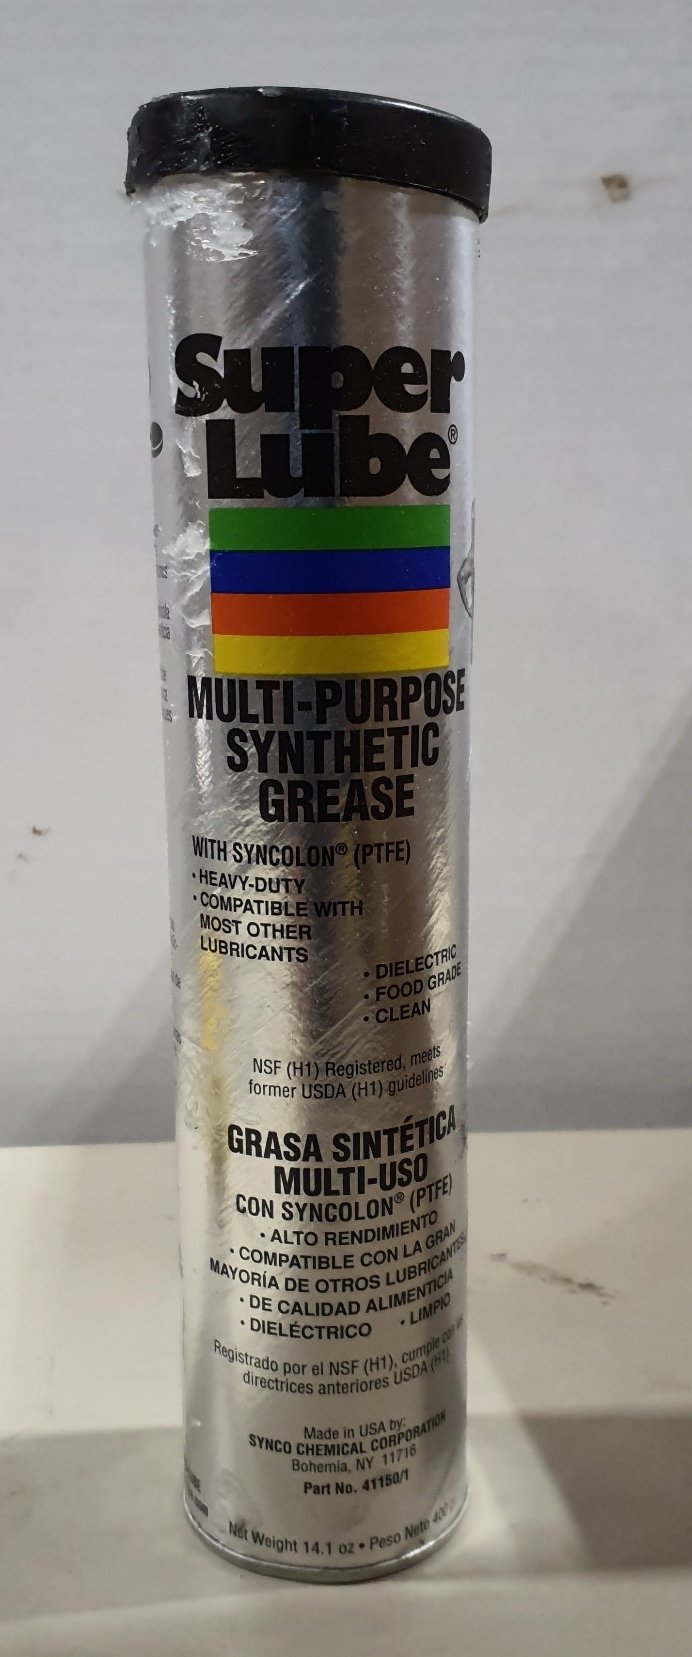 Super
Lube®
MULTI-PURPOSE
SYNTHETIC
GREASE
WITH SYNCOLON® (PTFE)
• HEAVY-DUTY
• COMPATIBLE WITH
MOST OTHER
LUBRICANTS
• DIELECTRIC
• FOOD GRADE
• CLEAN
NSF (H1) Registered, meets
former USDA (H1) guidelines
GRASA SINTÉTICA
MULTI-USO
CON SYNCOLON® (PTFE)
• ALTO RENDIMIENTO
• COMPATIBLE CON LA GRAN
MAYORÍA DE OTROS LUBRICANTES
• DE CALIDAD ALIMENTICIA
• DIELÉCTRICO • LIMPIO
Registrado por el NSF (H1), cumple con
directrices anteriores USDA (H1).
Made in USA by:
SYNCO CHEMICAL CORPORATION
Bohemia, NY 11716
Part No. 41150/1
Net Weight 14.1 oz • Peso Neto 400